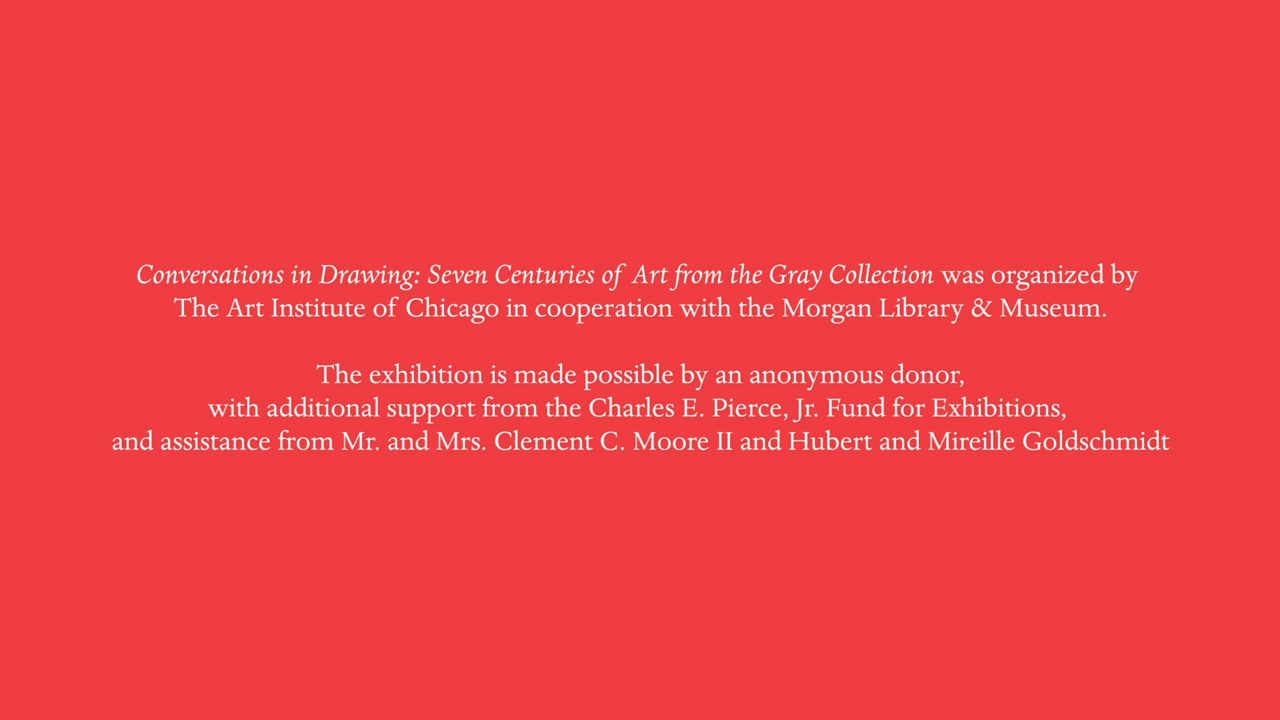 Conversations in Drawing: Seven Centuries of Art from the Gray Collection was organized by
The Art Institute of Chicago in cooperation with the Morgan Library & Museum.
The exhibition is made possible by an anonymous donor,
with additional support from the Charles E. Pierce, Jr. Fund for Exhibitions,
and assistance from Mr. and Mrs. Clement C. Moore II and Hubert and Mireille Goldschmidt